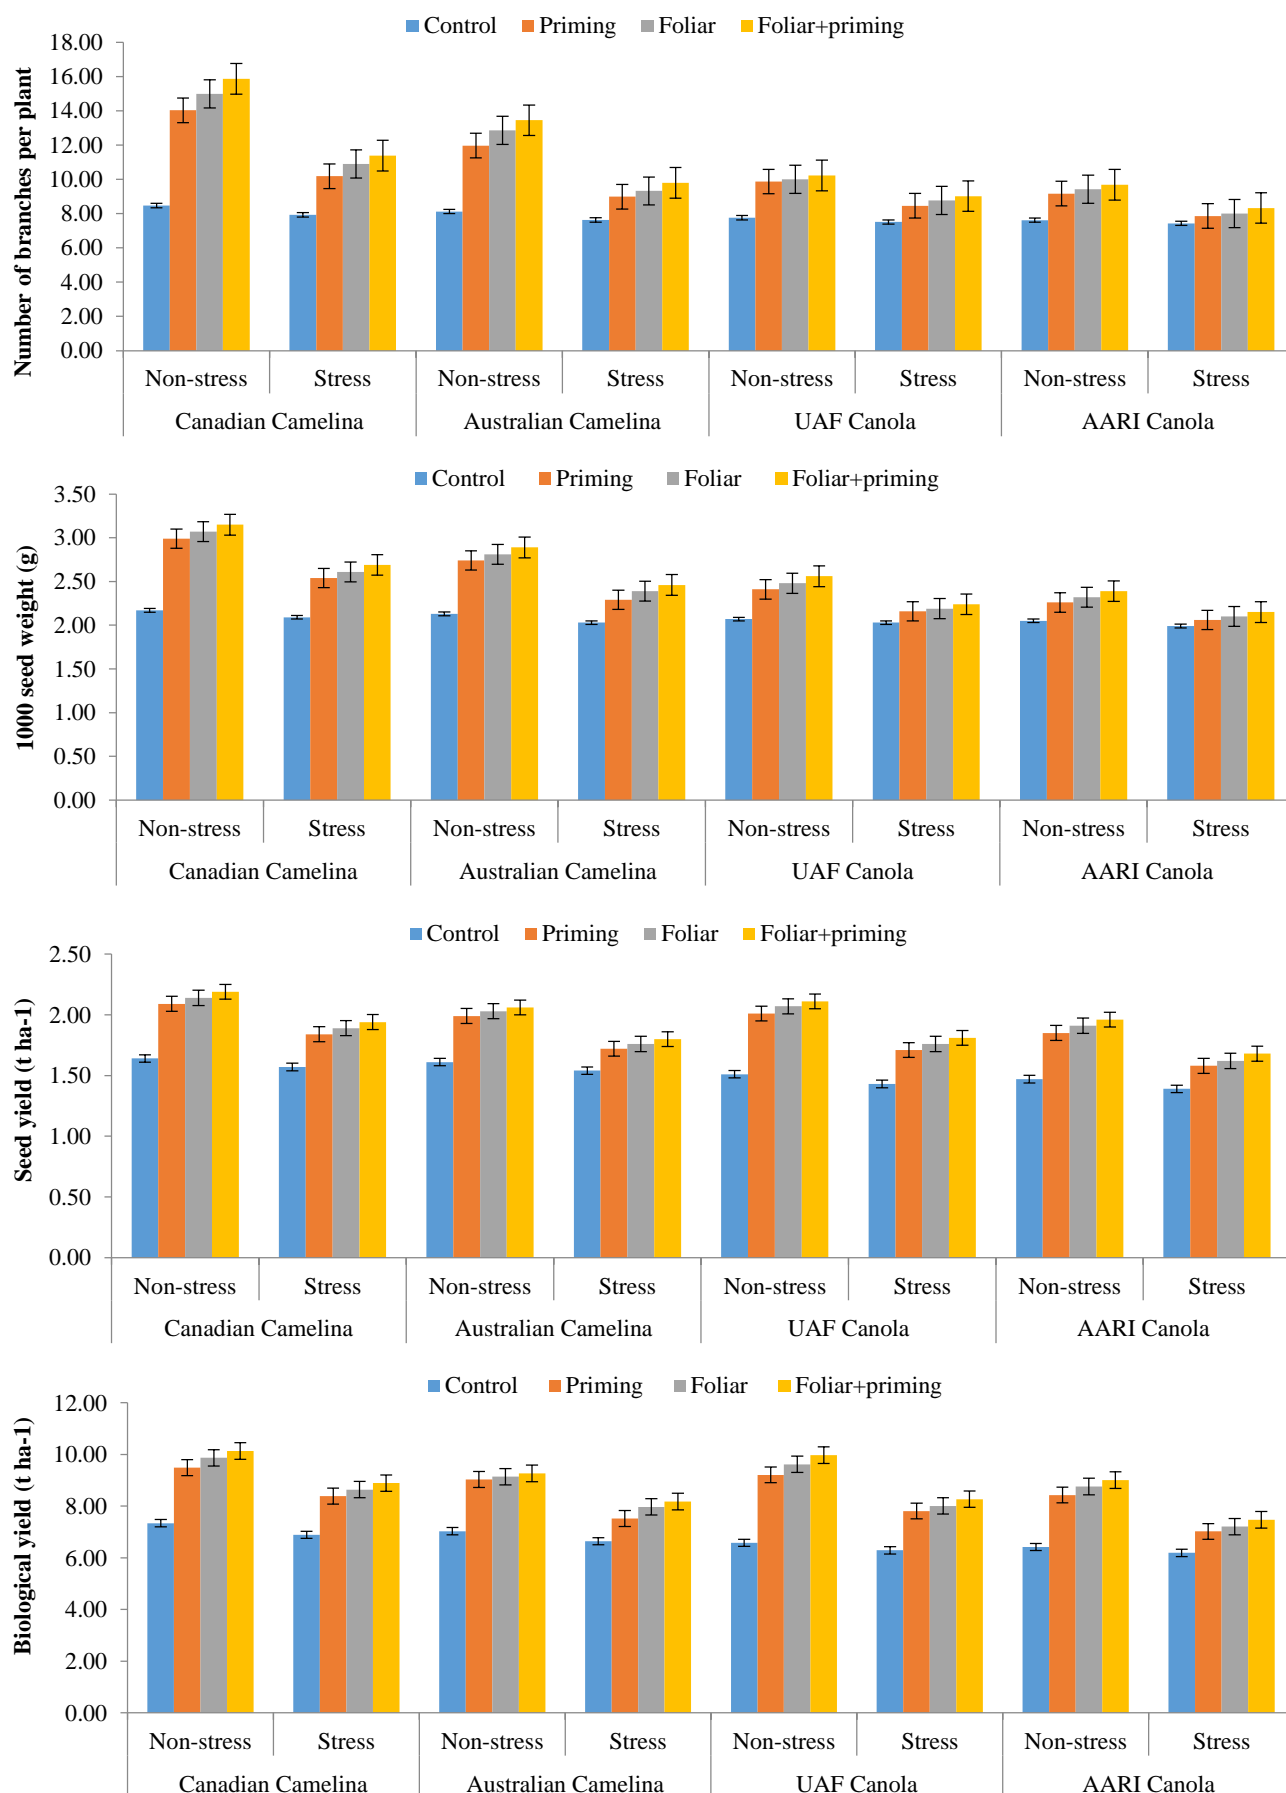 Control Priming Foliar Foliar+priming
Number of branches per plant
18.00
16.00
14.00
12.00
10.00
8.00
6.00
4.00
2.00
0.00
Non-stress Stress Non-stress Stress Non-stress Stress Non-stress Stress
Canadian Camelina Australian Camelina UAF Canola AARI Canola
Control Priming Foliar Foliar+priming
1000 seed weight (g)
3.50
3.00
2.50
2.00
1.50
1.00
0.50
0.00
Non-stress Stress Non-stress Stress Non-stress Stress Non-stress Stress
Canadian Camelina Australian Camelina UAF Canola AARI Canola
Control Priming Foliar Foliar+priming
Seed yield (t ha-1)
2.50
2.00
1.50
1.00
0.50
0.00
Non-stress Stress Non-stress Stress Non-stress Stress Non-stress Stress
Canadian Camelina Australian Camelina UAF Canola AARI Canola
Control Priming Foliar Foliar+priming
Biological yield (t ha-1)
12.00
10.00
8.00
6.00
4.00
2.00
0.00
Non-stress Stress Non-stress Stress Non-stress Stress Non-stress Stress
Canadian Camelina Australian Camelina UAF Canola AARI Canola